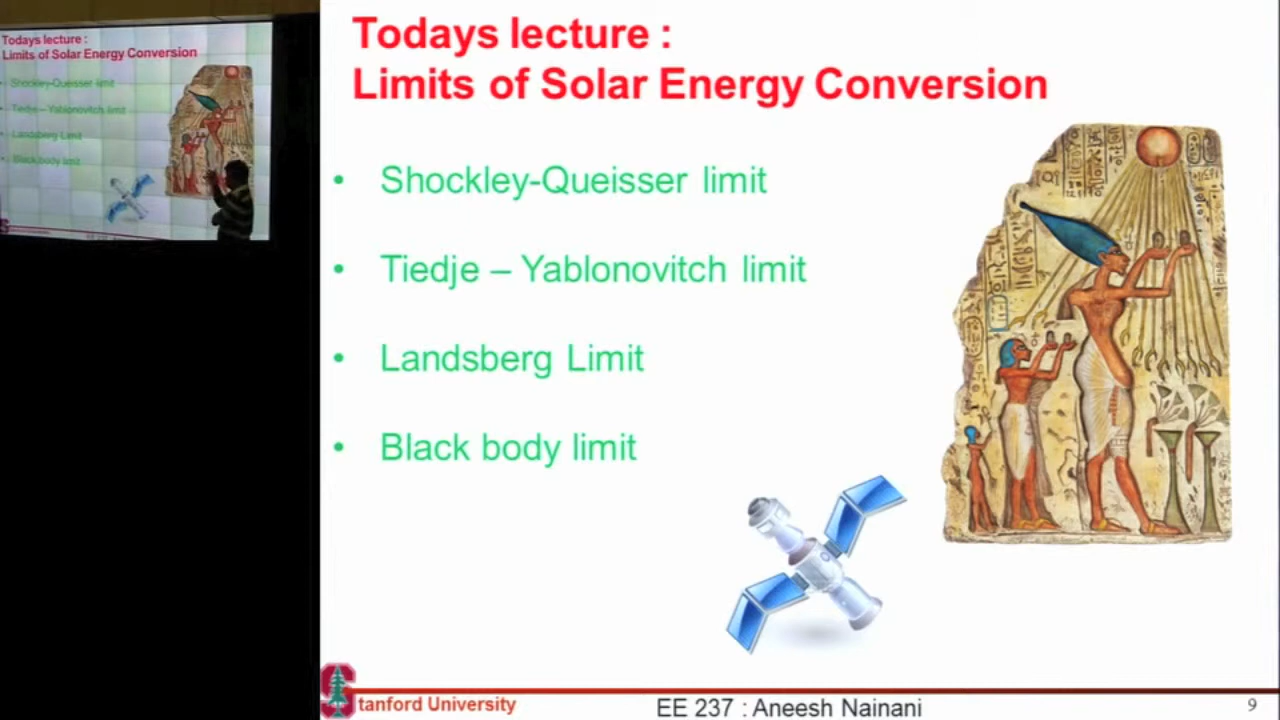 Todays lecture :
Limits of Solar Energy Conversion
• Shockley-Queisser limit
• Tiedje – Yablonovitch limit
• Landsberg Limit
• Black body limit
Stanford University
EE 237 : Aneesh Nainani
9
Todays lecture :
Limits of Solar Energy Conversion
Shockley-Queisser limit
Tiedje – Yablonovitch limit
Landsberg Limit
Black body limit